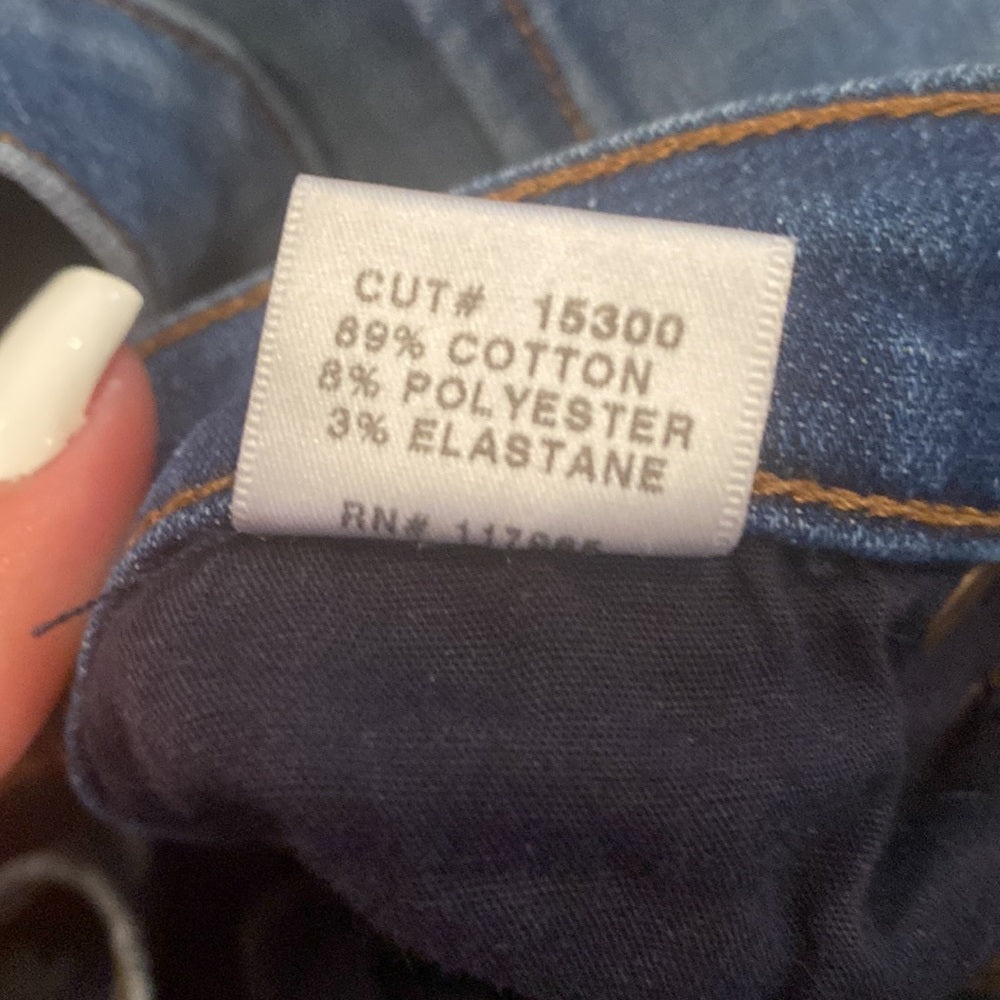 CUT# 15300
89% COTTON
8% POLYESTER
3% ELASTANE
RN#